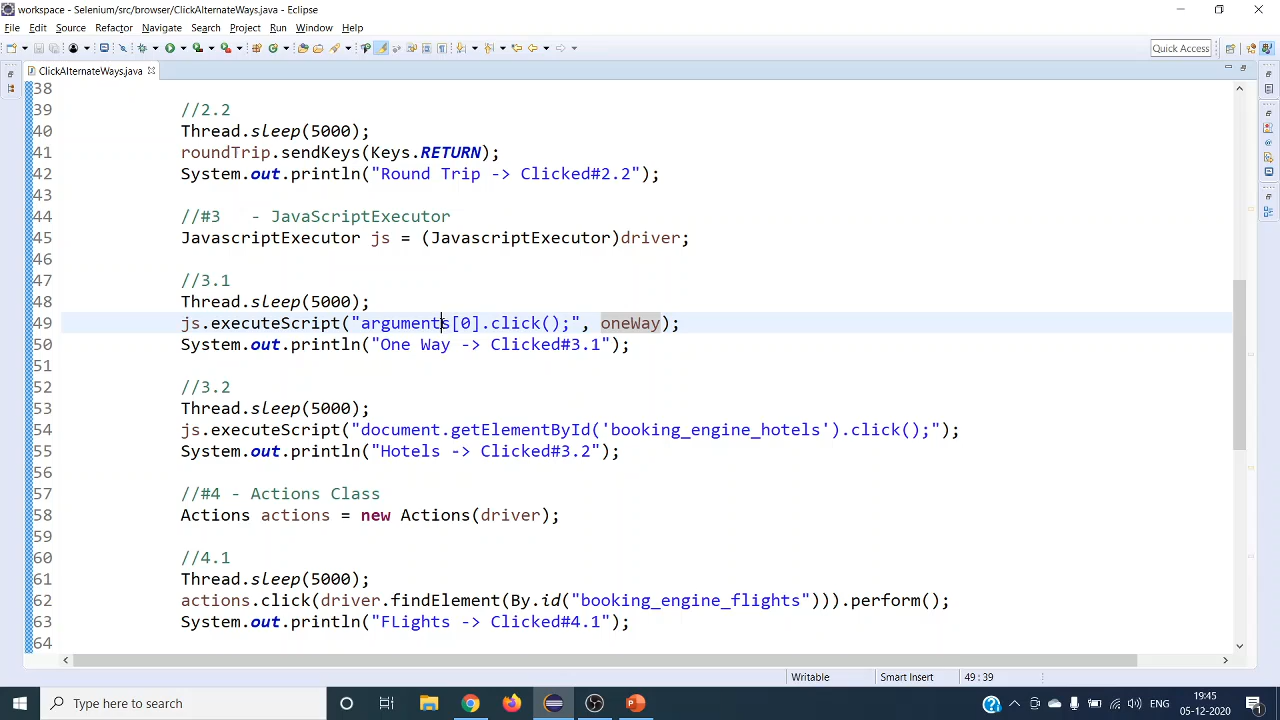 workspace - Selenium/src/browser/ClickAlternateWays.java - Eclipse
File Edit Source Refactor Navigate Search Project Run Window Help
Quick Access
ClickAlternateWays.java
38
39 //2.2
40 Thread.sleep(5000);
41 roundTrip.sendKeys(Keys.RETURN);
42 System.out.println("Round Trip -> Clicked#2.2");
43
44 //#3   - JavaScriptExecutor
45 JavascriptExecutor js = (JavascriptExecutor)driver;
46
47 //3.1
48 Thread.sleep(5000);
49 js.executeScript("arguments[0].click();", oneWay);
50 System.out.println("One Way -> Clicked#3.1");
51
52 //3.2
53 Thread.sleep(5000);
54 js.executeScript("document.getElementById('booking_engine_hotels').click();");
55 System.out.println("Hotels -> Clicked#3.2");
56
57 //#4 - Actions Class
58 Actions actions = new Actions(driver);
59
60 //4.1
61 Thread.sleep(5000);
62 actions.click(driver.findElement(By.id("booking_engine_flights"))).perform();
63 System.out.println("FLights -> Clicked#4.1");
64
Writable Smart Insert 49 : 39
Type here to search
ENG
19:45
05-12-2020
1